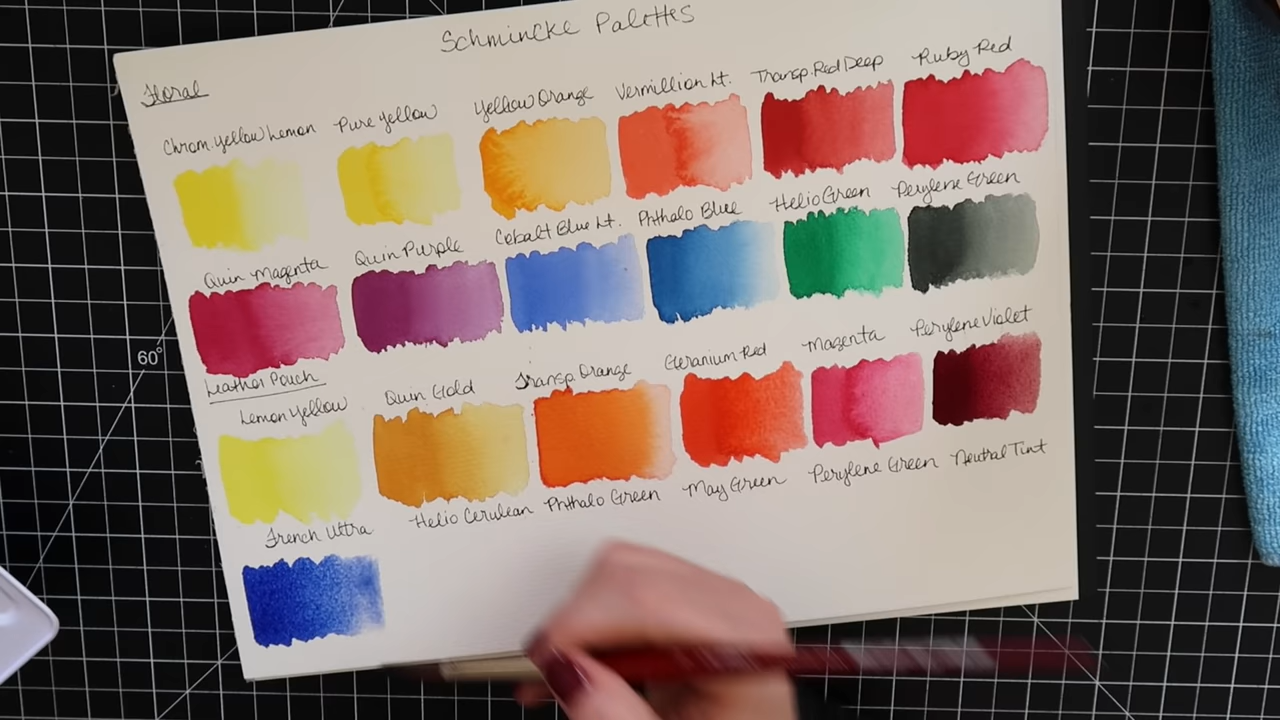 Schmincke Palettes
Floral
Chrom. Yellow Lemon Pure Yellow Yellow Orange Vermillion Lt. Transp. Red Deep Ruby Red
Quin Magenta Quin Purple Cobalt Blue Lt. Phthalo Blue Helio Green Perylene Green
Leather Pouch
Lemon Yellow Quin Gold Transp. Orange Geranium Red Magenta Perylene Violet
French Ultra Helio Cerulean Phthalo Green May Green Perylene Green Neutral Tint
60°